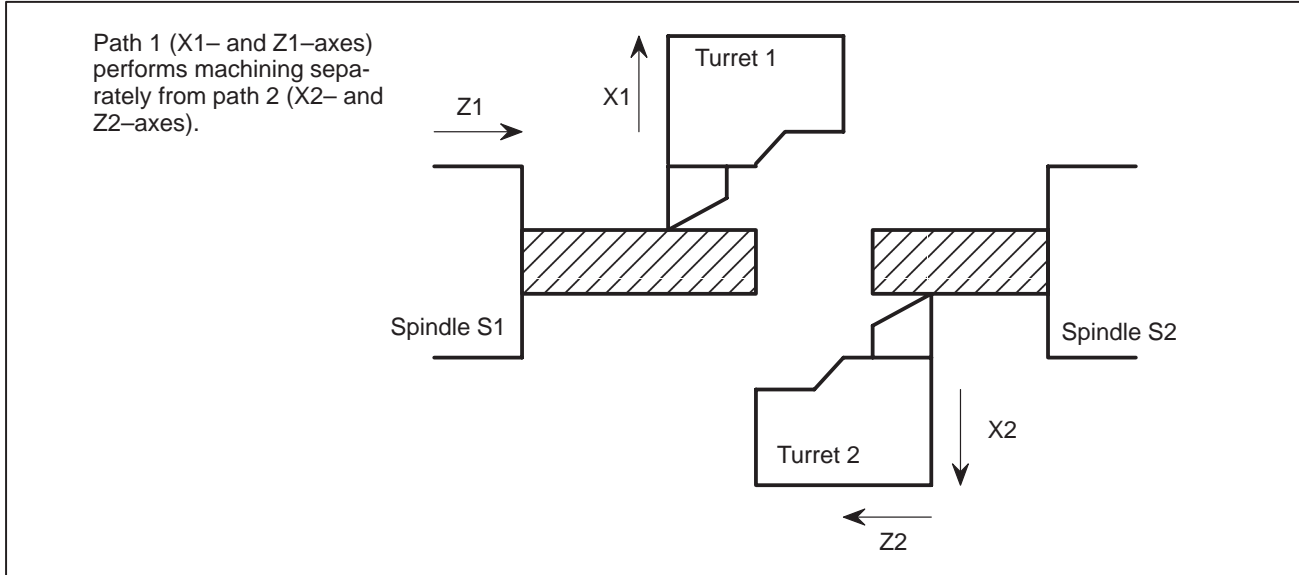 Path 1 (X1– and Z1–axes)
performs machining sepa-
rately from path 2 (X2– and
Z2–axes).
Turret 1
X1
Z1
Spindle S1
Spindle S2
X2
Turret 2
Z2